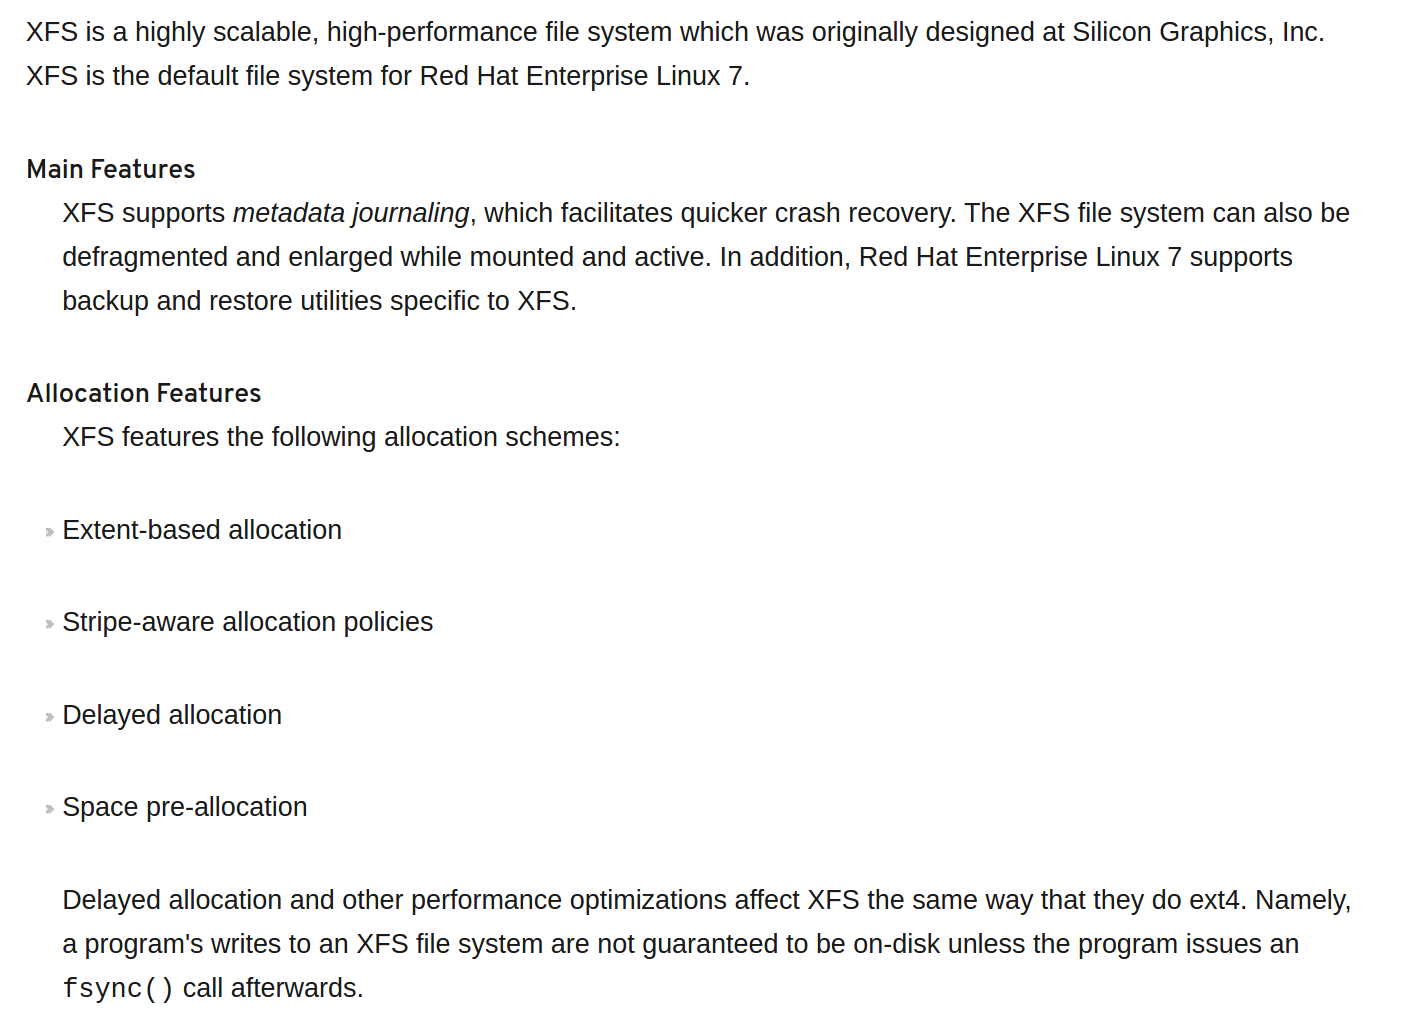 XFS is a highly scalable, high-performance file system which was originally designed at Silicon Graphics, Inc.
XFS is the default file system for Red Hat Enterprise Linux 7.
Main Features
XFS supports metadata journaling, which facilitates quicker crash recovery. The XFS file system can also be
defragmented and enlarged while mounted and active. In addition, Red Hat Enterprise Linux 7 supports
backup and restore utilities specific to XFS.
Allocation Features
XFS features the following allocation schemes:
Extent-based allocation
Stripe-aware allocation policies
Delayed allocation
Space pre-allocation
Delayed allocation and other performance optimizations affect XFS the same way that they do ext4. Namely,
a program's writes to an XFS file system are not guaranteed to be on-disk unless the program issues an
fsync() call afterwards.